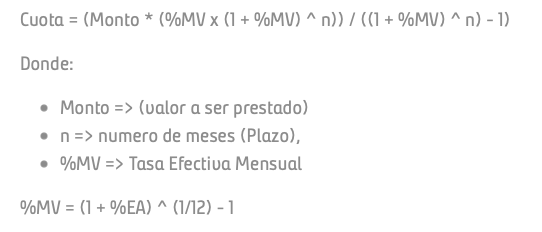 Cuota = (Monto * (%MV x (1 + %MV) ^ n)) / ((1 + %MV) ^ n) - 1)
Donde:
• Monto => (valor a ser prestado)
• n => numero de meses (Plazo),
• %MV => Tasa Efectiva Mensual
%MV = (1 + %EA) ^ (1/12) - 1